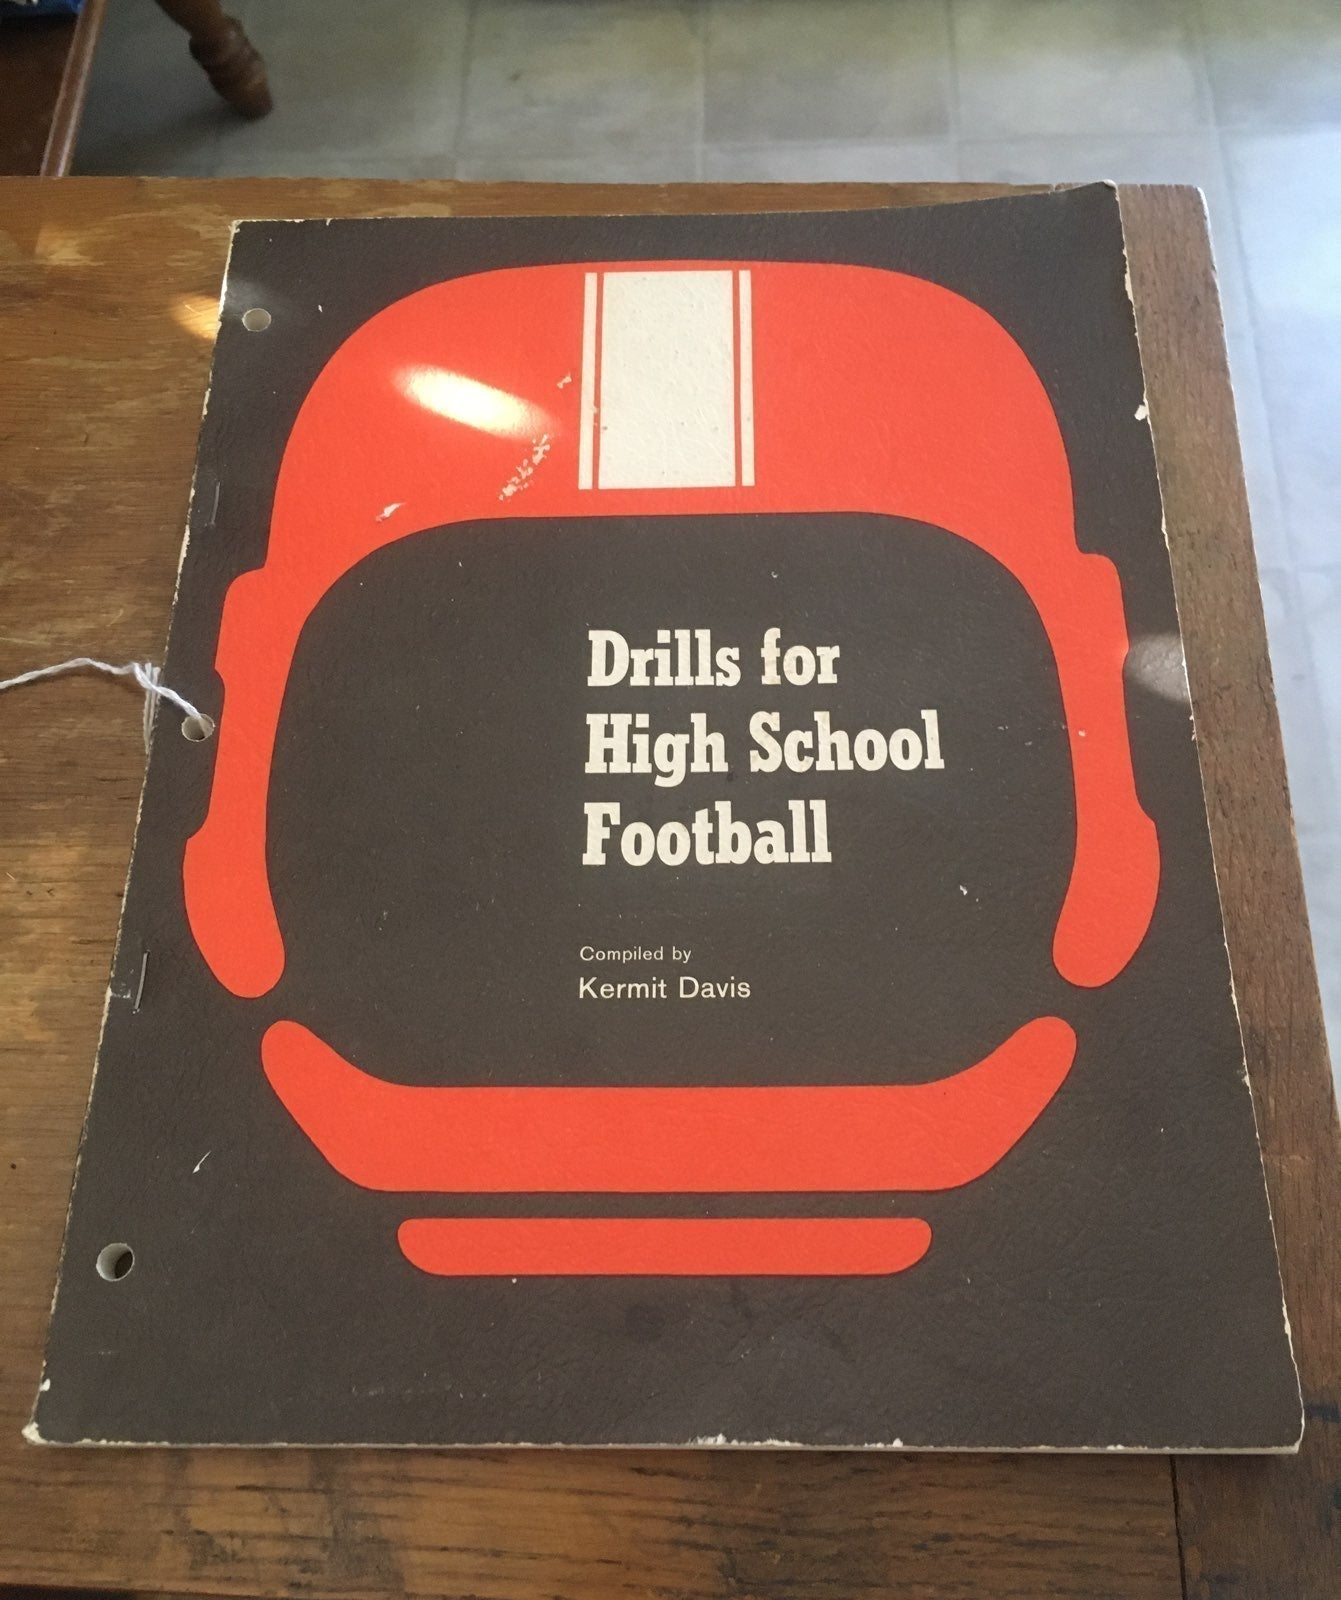 Drills for
High School
Football
Compiled by
Kermit Davis